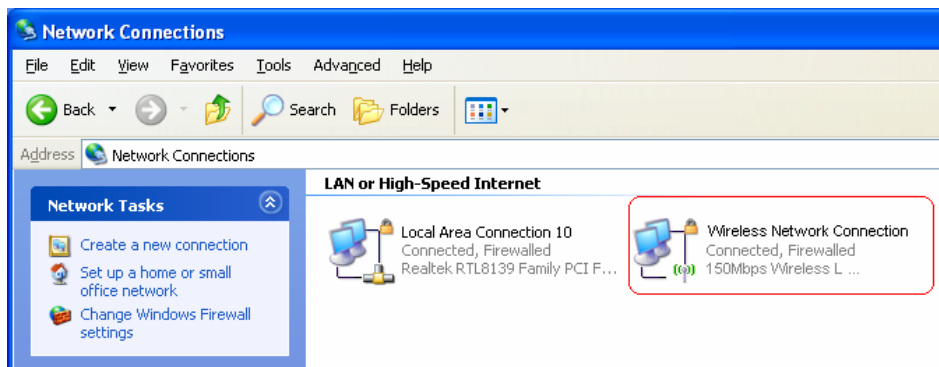 Network Connections
File Edit View Favorites Tools Advanced Help
Back Search Folders
Address Network Connections
Network Tasks
Create a new connection
Set up a home or small
office network
Change Windows Firewall
settings
LAN or High-Speed Internet
Local Area Connection 10
Connected, Firewalled
Realtek RTL8139 Family PCI F...
Wireless Network Connection
Connected, Firewalled
150Mbps Wireless L ...